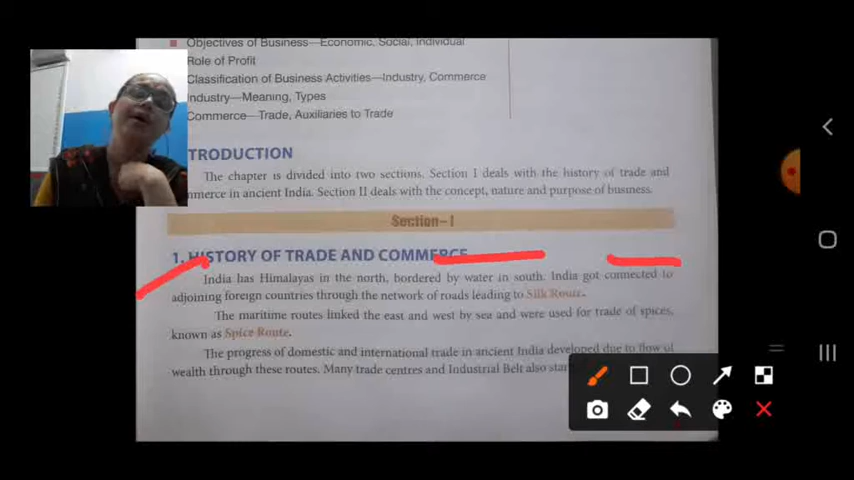 Objectives of Business—Economic, Social, Individual
Role of Profit
Classification of Business Activities—Industry, Commerce
Industry—Meaning, Types
Commerce—Trade, Auxiliaries to Trade
TRODUCTION
The chapter is divided into two sections. Section I deals with the history of trade and
merce in ancient India. Section II deals with the concept, nature and purpose of business.
Section-I
1. HISTORY OF TRADE AND COMMERCE
India has Himalayas in the north, bordered by water in south. India got connected to
adjoining foreign countries through the network of roads leading to Silk Route.
The maritime routes linked the east and west by sea and were used for trade of spices,
known as Spice Route.
The progress of domestic and international trade in ancient India developed due to flow of
wealth through these routes. Many trade centres and Industrial Belt also